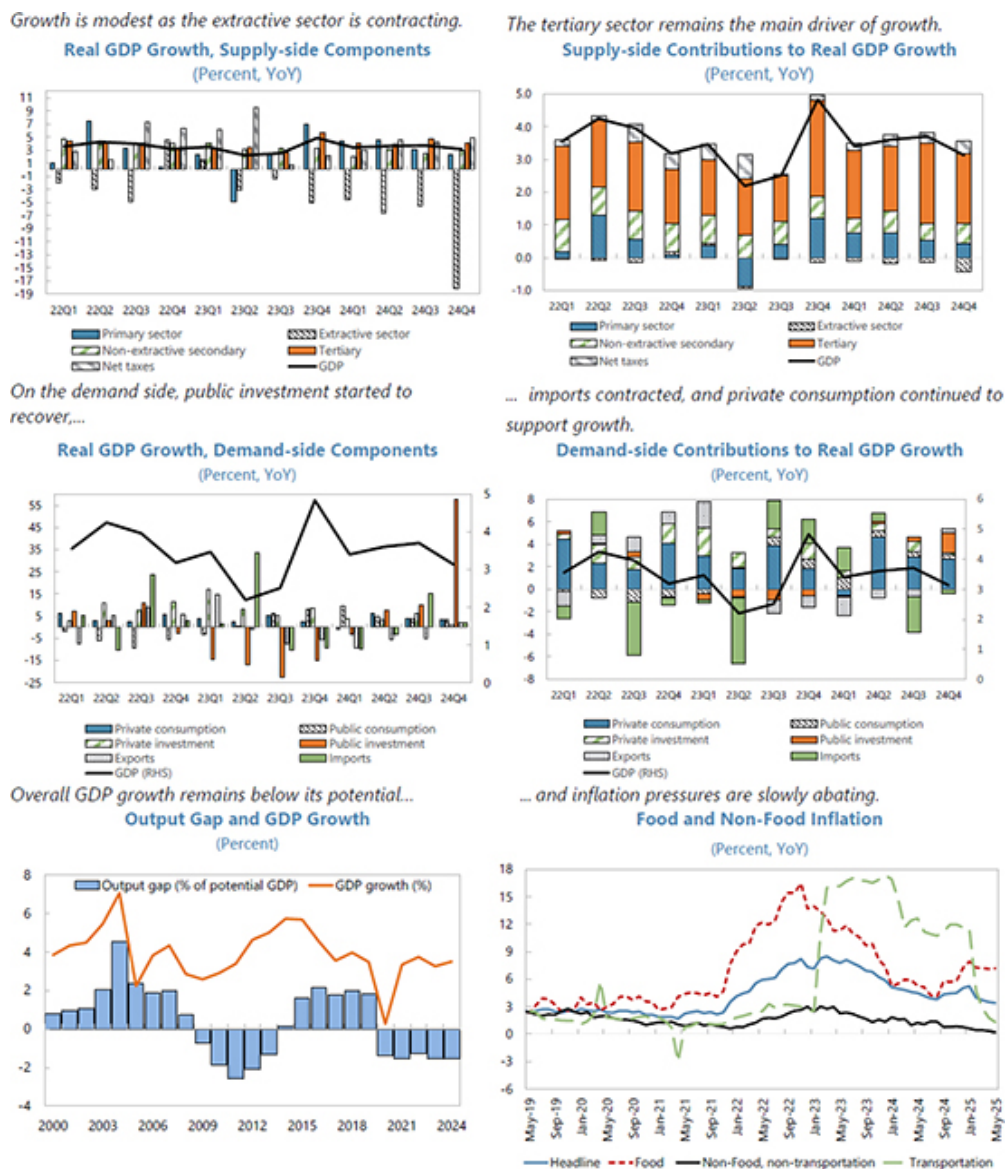 Growth is modest as the extractive sector is contracting.
Real GDP Growth, Supply-side Components
(Percent, YoY)
11
9
7
5
3
1
-1
-3
-5
-7
-9
-11
-13
-15
-17
-19
22Q1 22Q2 22Q3 22Q4 23Q1 23Q2 23Q3 23Q4 24Q1 24Q2 24Q3 24Q4
Primary sector Extractive sector
Non-extractive secondary Tertiary
Net taxes GDP
The tertiary sector remains the main driver of growth.
Supply-side Contributions to Real GDP Growth
(Percent, YoY)
5.0
4.0
3.0
2.0
1.0
0.0
-1.0
22Q1 22Q2 22Q3 22Q4 23Q1 23Q2 23Q3 23Q4 24Q1 24Q2 24Q3 24Q4
Primary sector Extractive sector
Non-extractive secondary Tertiary
Net taxes GDP
On the demand side, public investment started to
recover,...
Real GDP Growth, Demand-side Components
(Percent, YoY)
55
45
35
25
15
5
-5
-15
-25
5
4
3
2
1
0
22Q1 22Q2 22Q3 22Q4 23Q1 23Q2 23Q3 23Q4 24Q1 24Q2 24Q3 24Q4
Private consumption Public consumption
Private investment Public investment
Exports Imports
GDP (RHS)
... imports contracted, and private consumption continued to
support growth.
Demand-side Contributions to Real GDP Growth
(Percent, YoY)
8
6
4
2
0
-2
-4
-6
-8
6
5
4
3
2
1
0
22Q1 22Q2 22Q3 22Q4 23Q1 23Q2 23Q3 23Q4 24Q1 24Q2 24Q3 24Q4
Private consumption Public consumption
Private investment Public investment
Exports Imports
GDP (RHS)
Overall GDP growth remains below its potential...
Output Gap and GDP Growth
(Percent)
8
6
4
2
0
-2
-4
Output gap (% of potential GDP) GDP growth (%)
2000 2003 2006 2009 2012 2015 2018 2021 2024
... and inflation pressures are slowly abating.
Food and Non-Food Inflation
(Percent, YoY)
18
15
12
9
6
3
0
-3
-6
May-19 Sep-19 Jan-20 May-20 Sep-20 Jan-21 May-21 Sep-21 Jan-22 May-22 Sep-22 Jan-23 May-23 Sep-23 Jan-24 May-24 Sep-24 Jan-25 May-25
Headline Food Non-Food, non-transportation Transportation